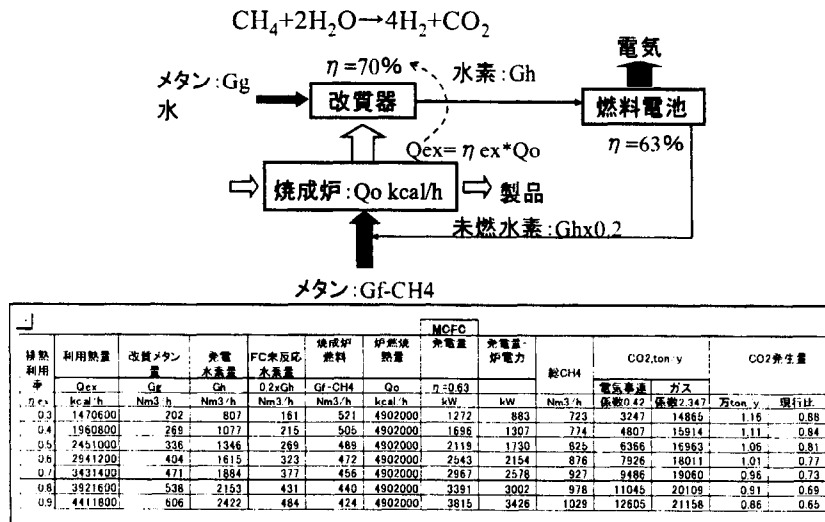 CH4+2H2O→4H2+CO2
電気
メタン:Gg
水
η=70%
改質器
水素:Gh
燃料電池
η=63%
Qex=ηex*Qo
焼成炉:Qo kcal/h
製品
未燃水素:Ghx0.2
メタン:Gf-CH4
排熱利用率 利用熱量 改質メタン量 発電水素量 FC未反応水素量 焼成炉燃料 炉燃焼熱量 MCFC発電量 発電量-炉電力 総CH4 CO2,ton/y CO2発生量
ηex Qex Gg Gh 0.2xGh Gf-CH4 Qo η=0.63 電気事連係数0.42 ガス係数2.347
kcal/h Nm3/h Nm3/h Nm3/h Nm3/h kcal/h kW kW Nm3/h 万ton/y 現行比
0.3 1470600 202 807 161 521 4902000 1272 883 723 3247 14865 1.16 0.88
0.4 1960800 269 1077 215 505 4902000 1696 1307 774 4807 15914 1.11 0.84
0.5 2451000 336 1346 269 489 4902000 2119 1730 825 6366 16963 1.06 0.81
0.6 2941200 404 1615 323 472 4902000 2543 2154 876 7926 18011 1.01 0.77
0.7 3431400 471 1884 377 456 4902000 2967 2578 927 9486 19060 0.96 0.73
0.8 3921600 538 2153 431 440 4902000 3391 3002 978 11045 20109 0.91 0.69
0.9 4411800 606 2422 484 424 4902000 3815 3426 1029 12605 21158 0.86 0.65